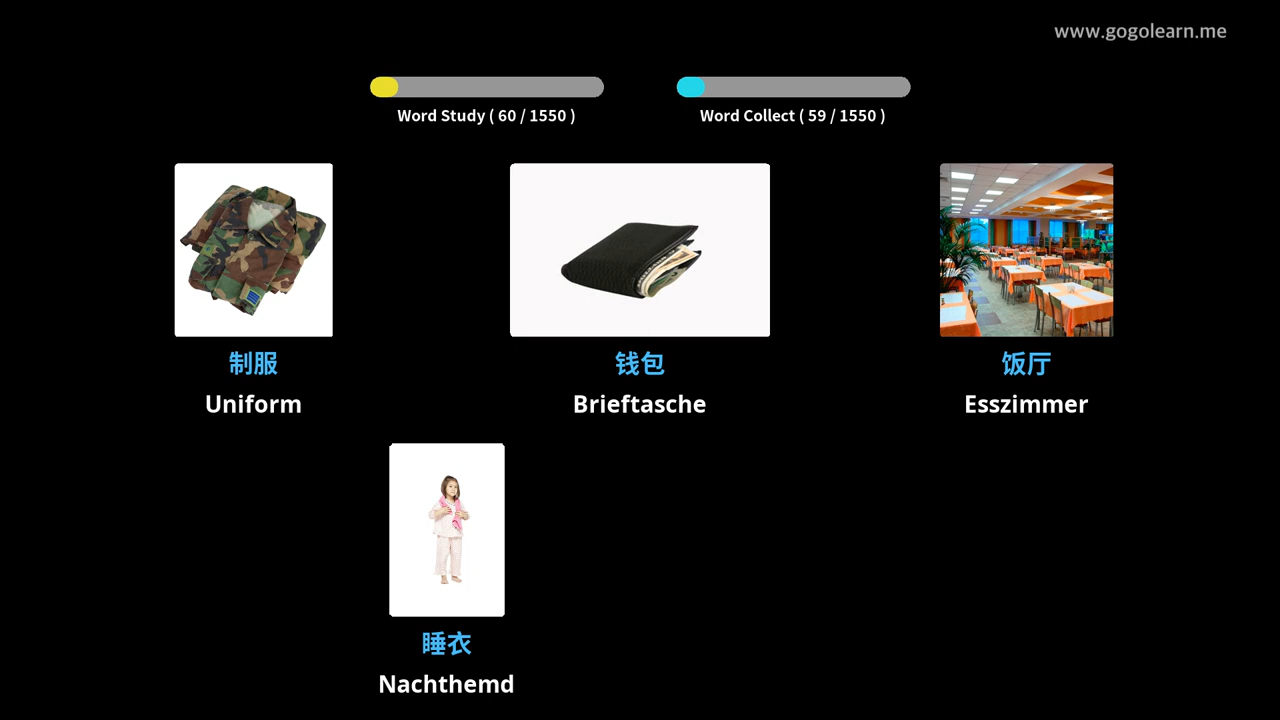 www.gogolearn.me
Word Study ( 60 / 1550 )
Word Collect ( 59 / 1550 )
制服
Uniform
钱包
Brieftasche
饭厅
Esszimmer
睡衣
Nachthemd